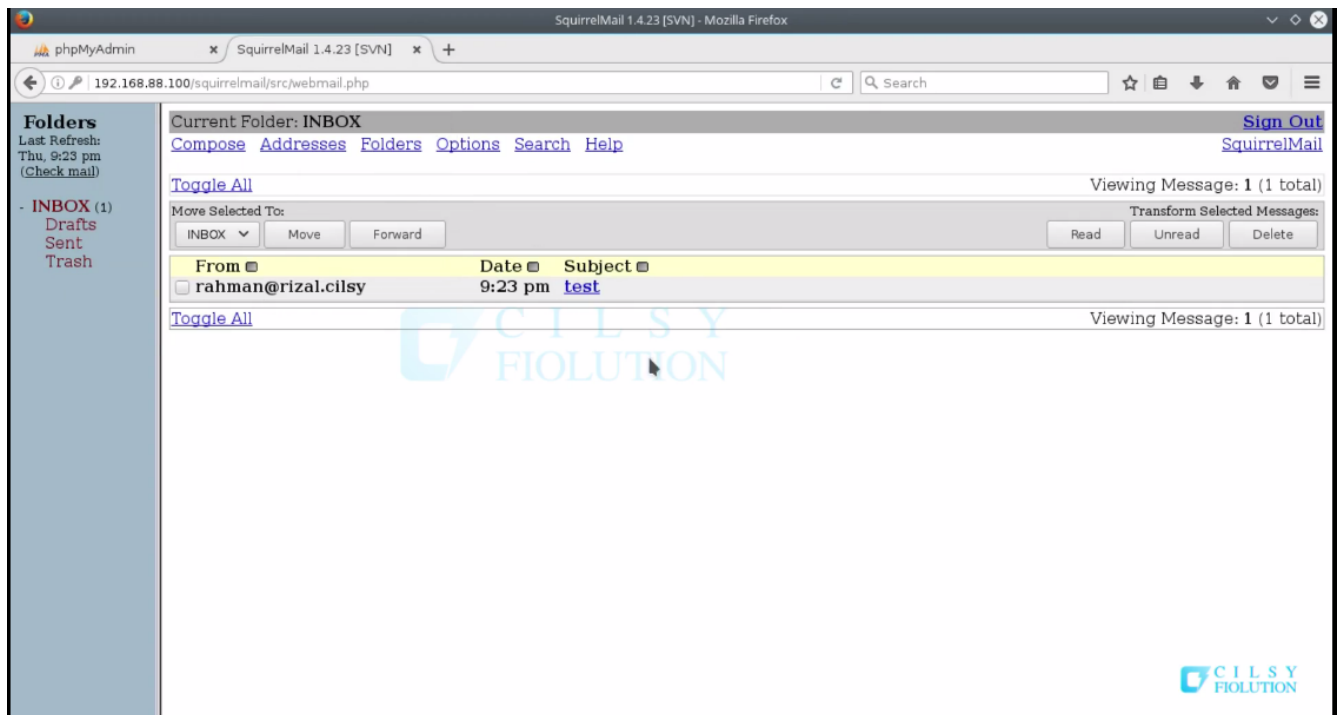 SquirrelMail 1.4.23 [SVN] - Mozilla Firefox
phpMyAdmin
SquirrelMail 1.4.23 [SVN]
192.168.88.100/squirrelmail/src/webmail.php
Search
Folders
Last Refresh:
Thu, 9:23 pm
(Check mail)
- INBOX (1)
Drafts
Sent
Trash
Current Folder: INBOX
Sign Out
Compose Addresses Folders Options Search Help
SquirrelMail
Toggle All
Viewing Message: 1 (1 total)
Move Selected To:
Transform Selected Messages:
INBOX Move Forward
Read Unread Delete
From Date Subject
rahman@rizal.cilsy 9:23 pm test
Toggle All
Viewing Message: 1 (1 total)
CILSY
FIOLUTION
CILSY
FIOLUTION